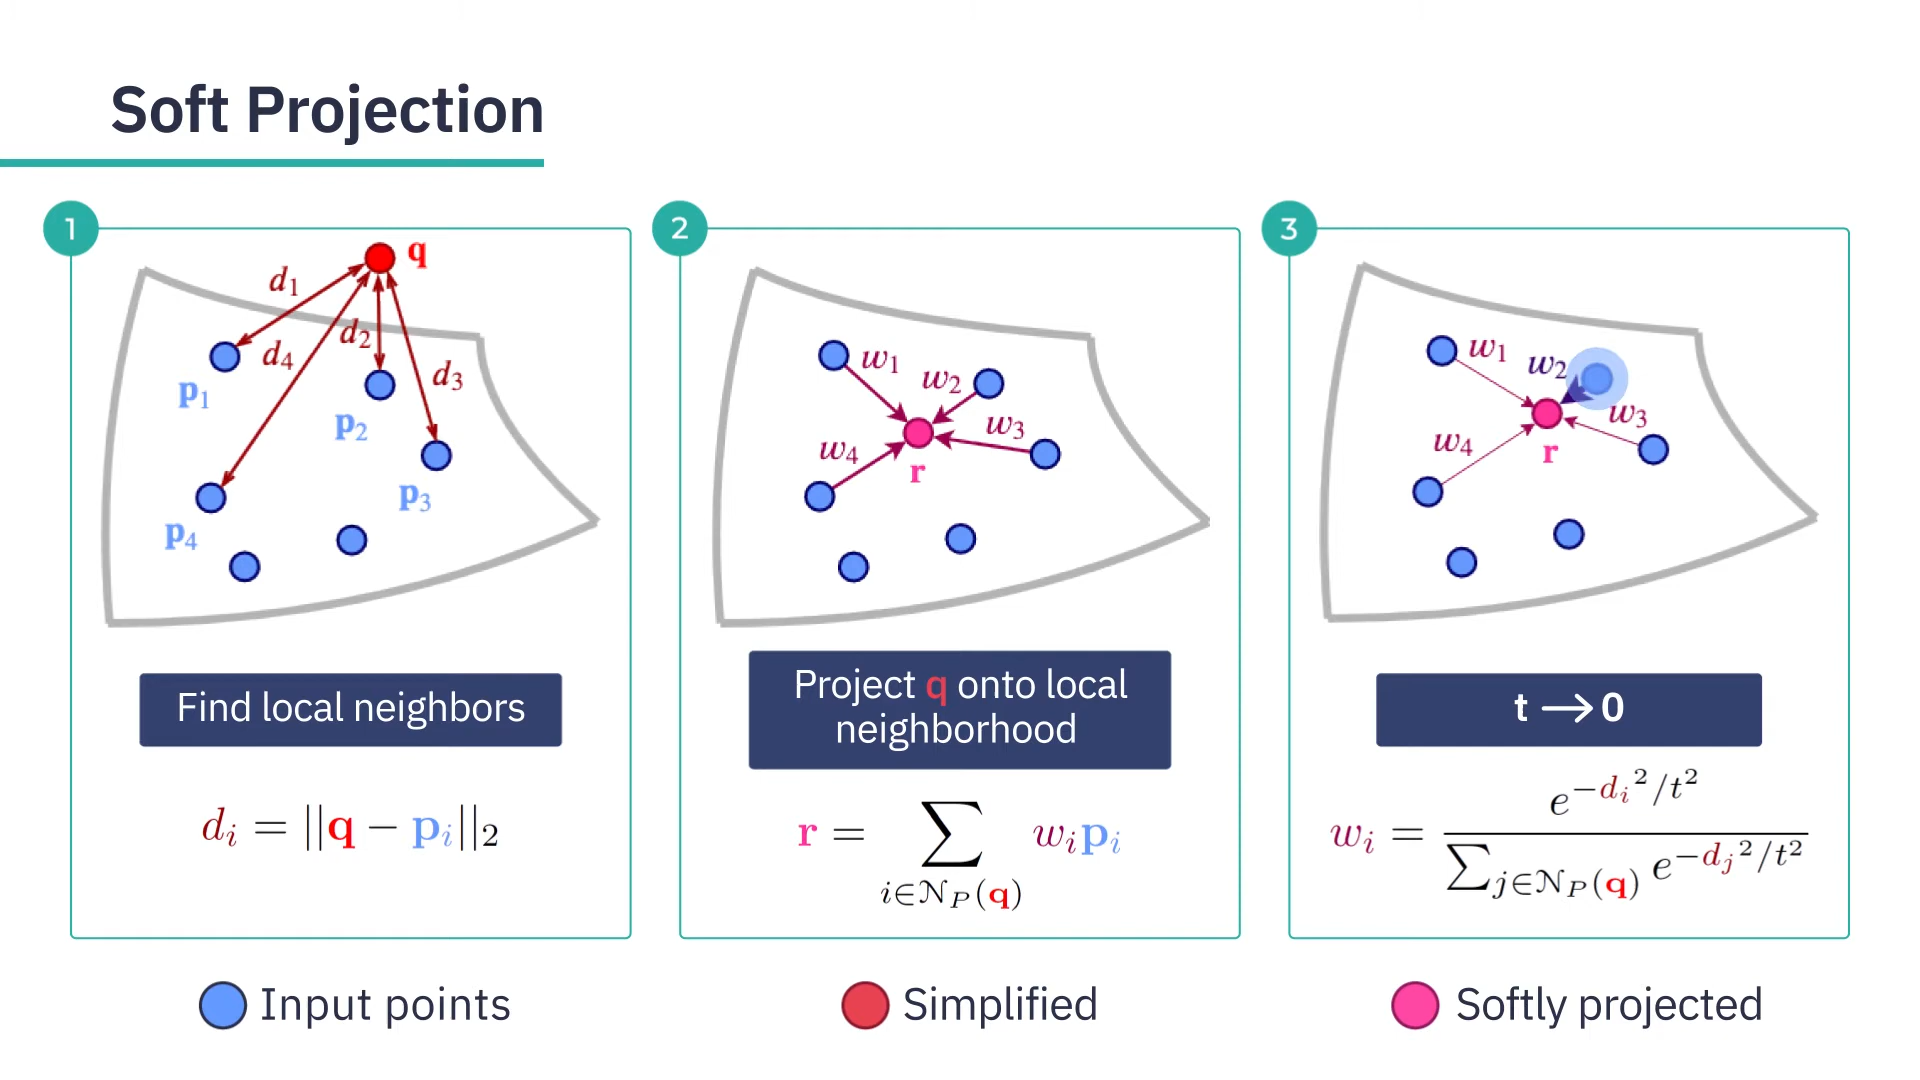 Soft Projection
1
q
d₁
d₂
d₄
d₃
p₁
p₂
p₃
p₄
Find local neighbors
dᵢ = ||q − pᵢ||₂
2
w₁
w₂
w₃
w₄
r
Project q onto local
neighborhood
r = ∑_{i∈𝒩_P(q)} wᵢpᵢ
3
w₁
w₂
w₃
w₄
r
t → 0
wᵢ = e^{−dᵢ²/t²} / ∑_{j∈𝒩_P(q)} e^{−dⱼ²/t²}
Input points
Simplified
Softly projected